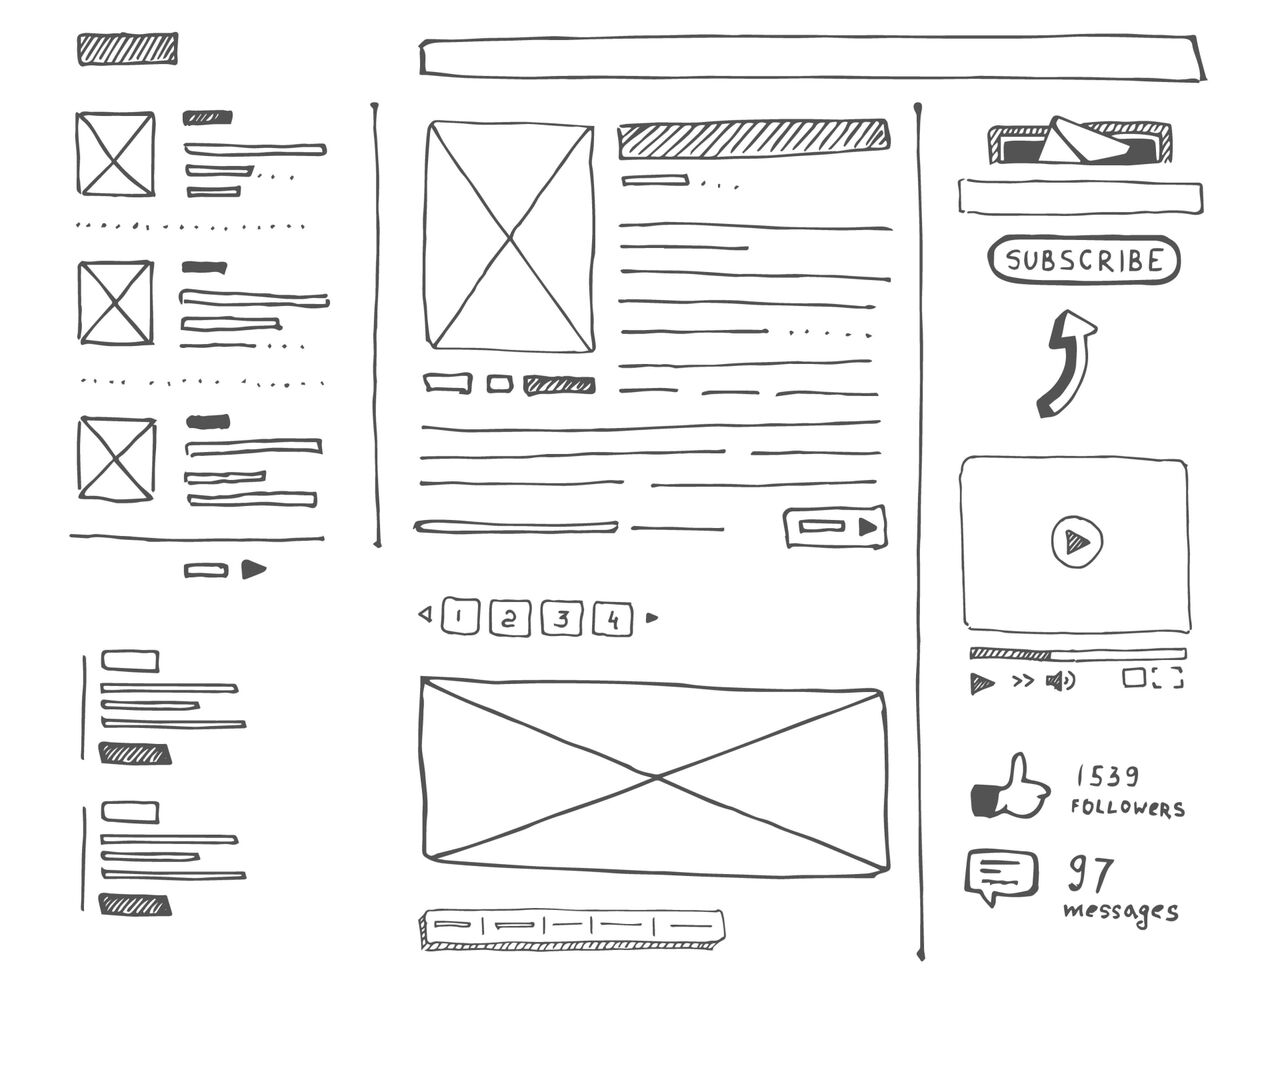 SUBSCRIBE
1 2 3 4
1539
FOLLOWERS
97
messages